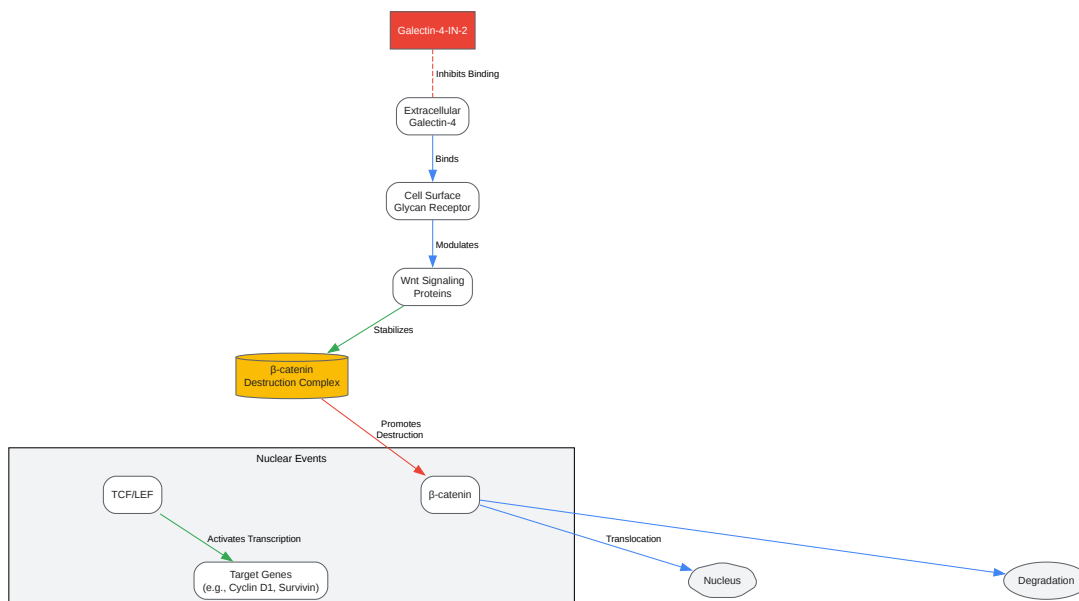 Galectin-4-IN-2
Inhibits Binding
Extracellular
Galectin-4
Binds
Cell Surface
Glycan Receptor
Modulates
Wnt Signaling
Proteins
Stabilizes
β-catenin
Destruction Complex
Promotes
Destruction
Nuclear Events
TCF/LEF
β-catenin
Activates Transcription
Translocation
Target Genes
(e.g., Cyclin D1, Survivin)
Nucleus
Degradation